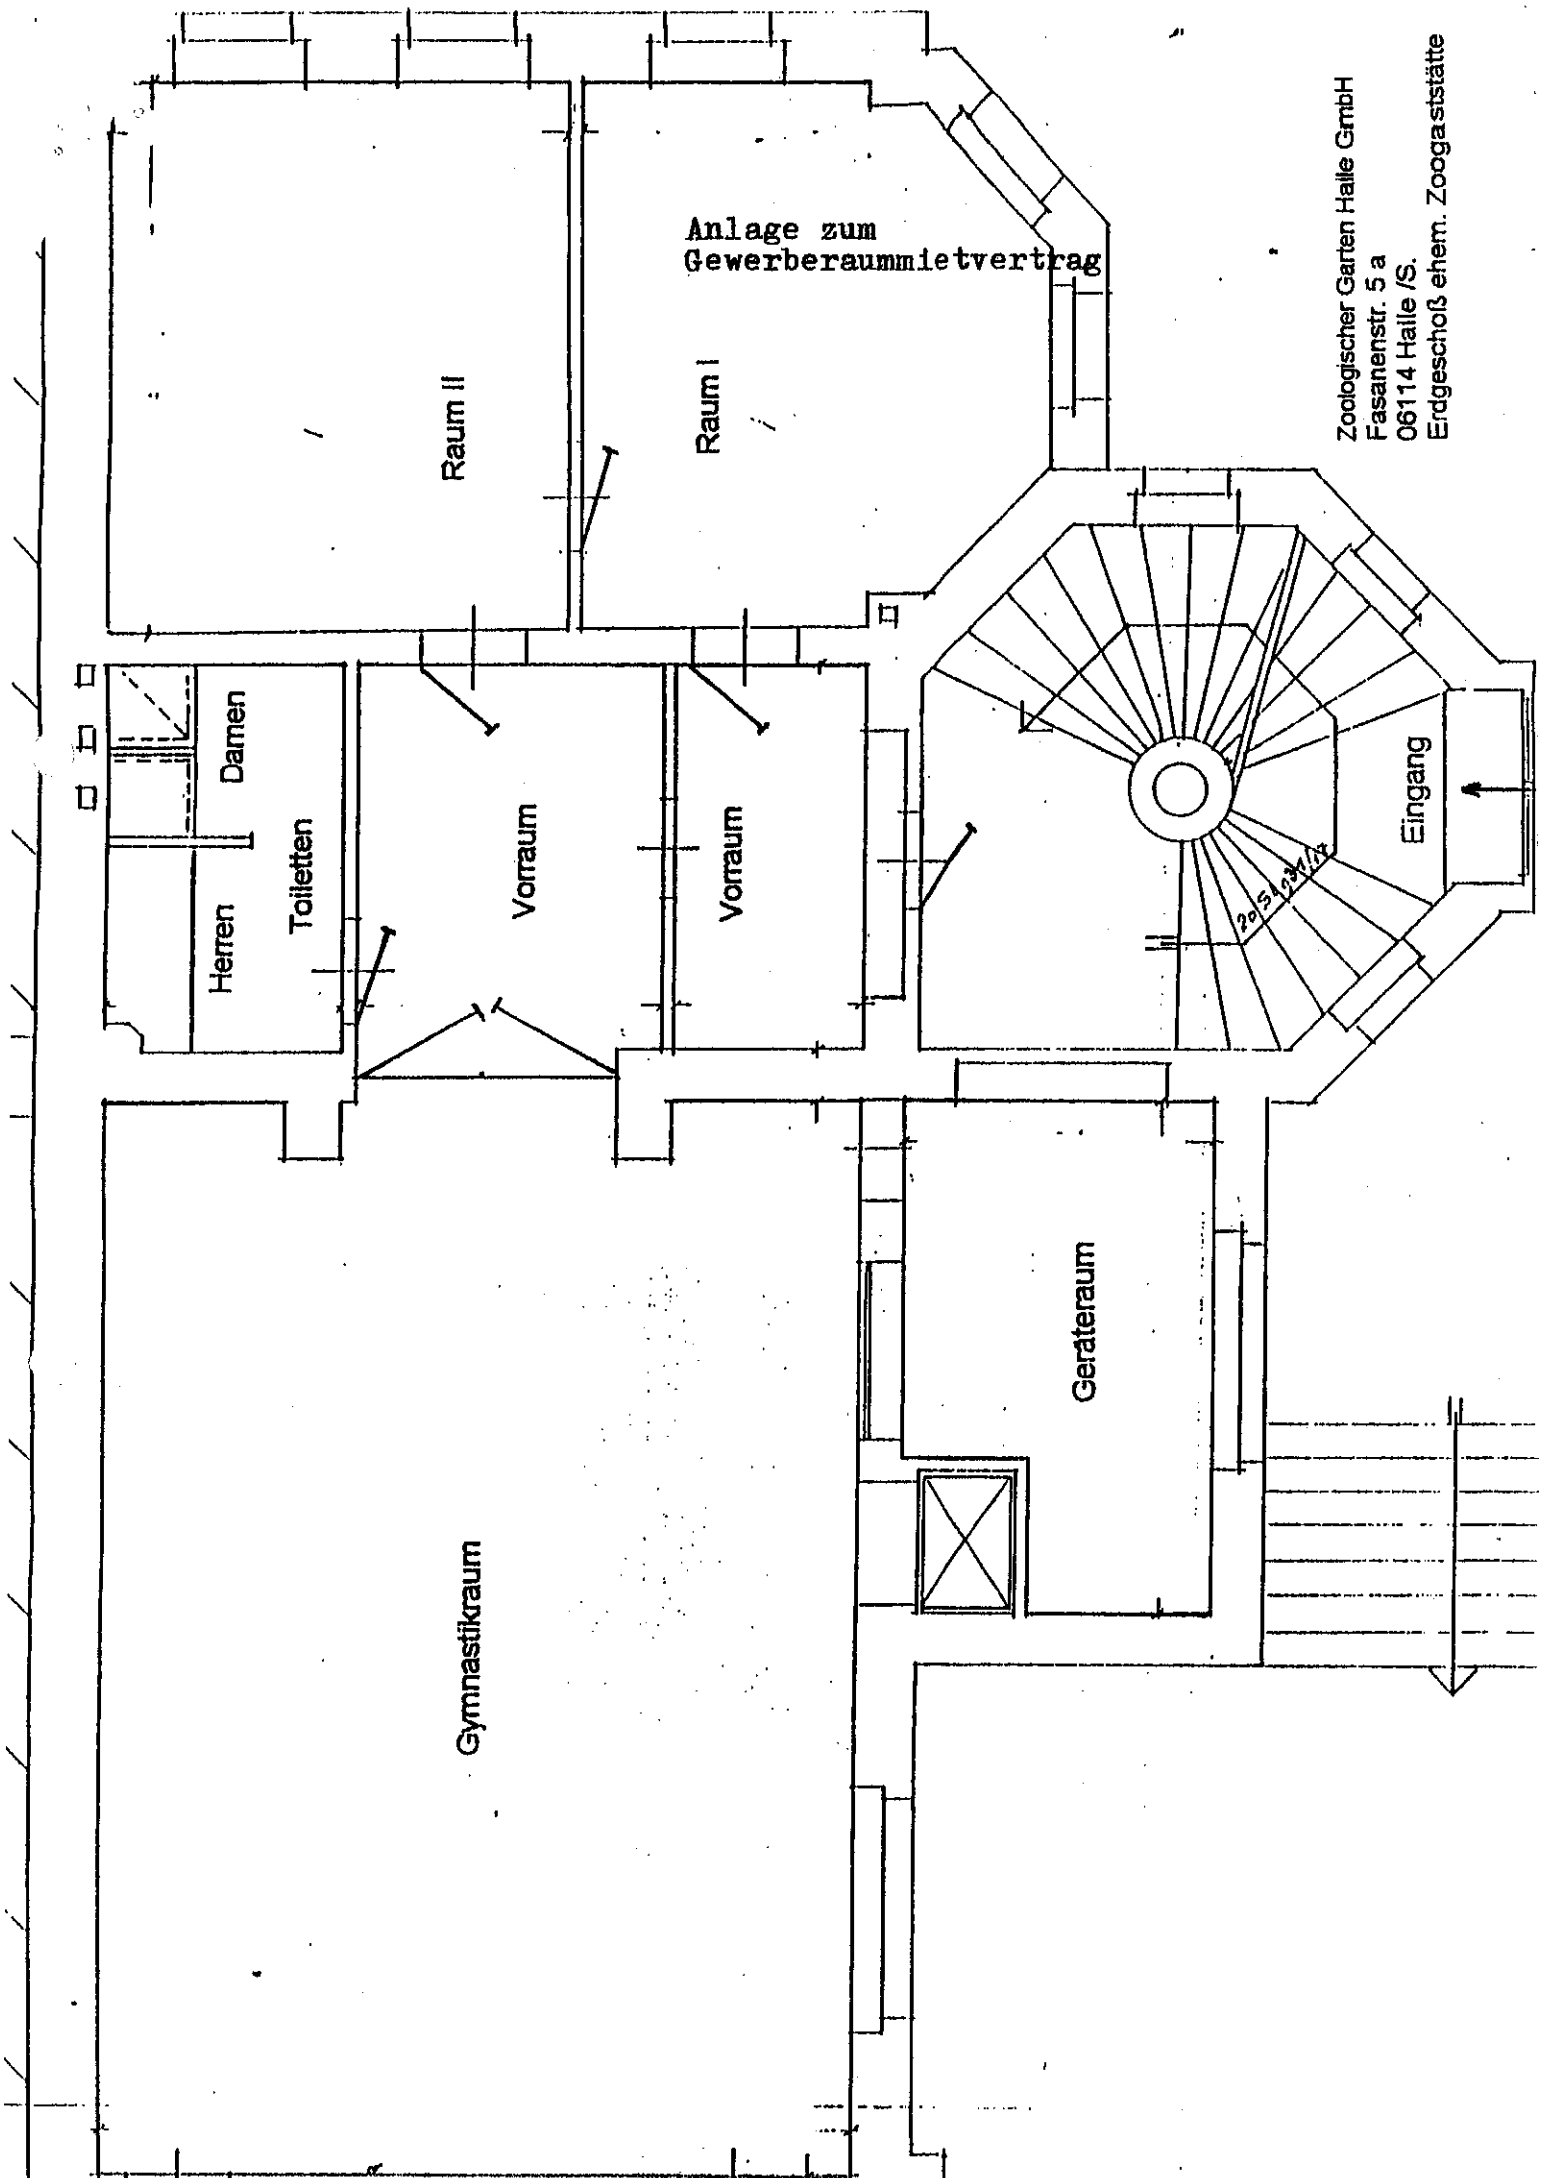 Anlage zum
Gewerberaummietvertrag
Zoologischer Garten Halle GmbH
Fasanenstr. 5 a
06114 Halle /S.
Erdgeschoß ehem. Zoogaststätte
Raum II
Raum I
Damen
Herren
Toiletten
Vorraum
Vorraum
Eingang
Gymnastikraum
Geräteraum